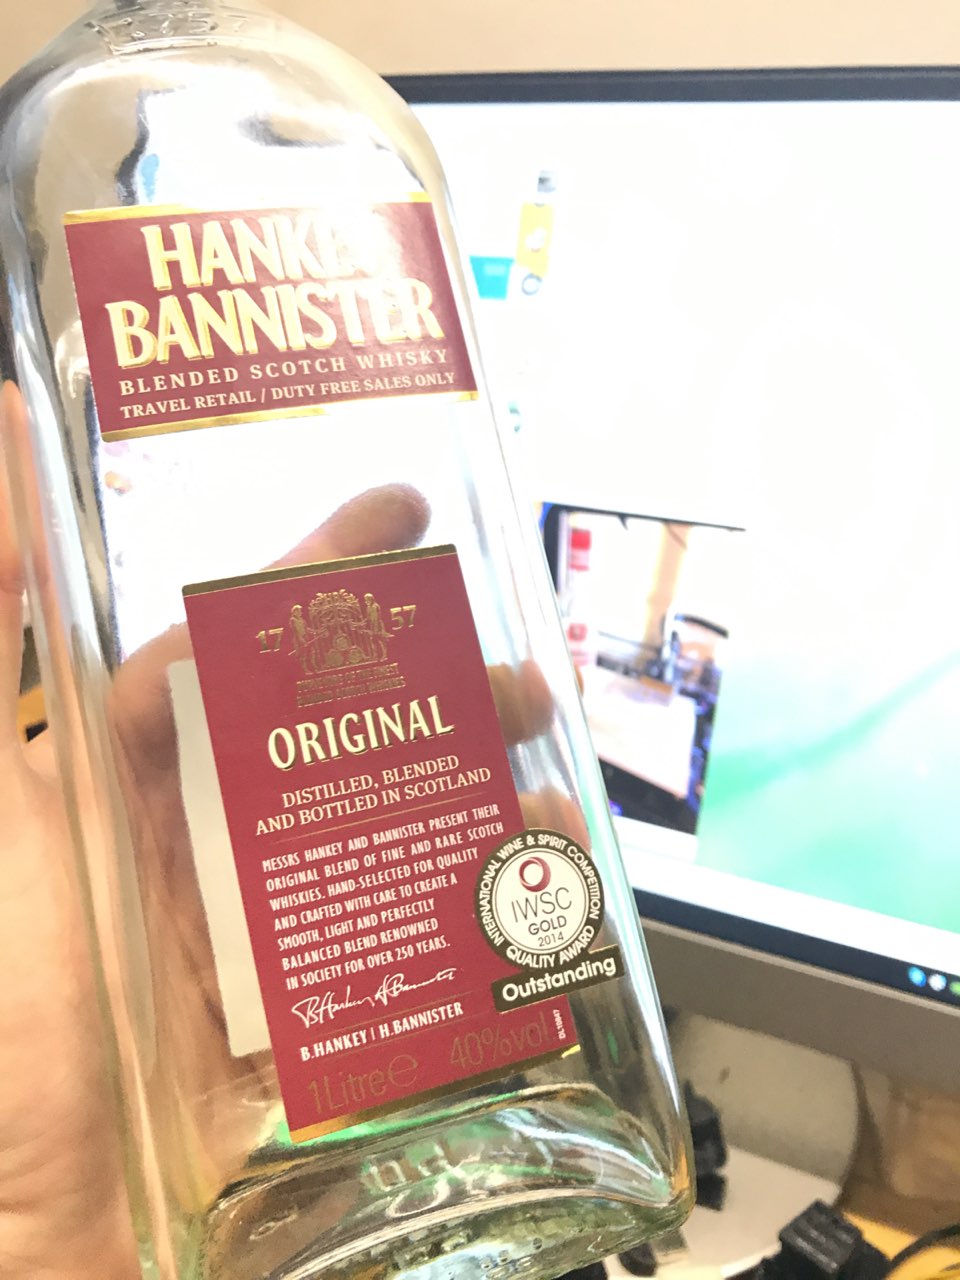 1757
HANKEY
BANNISTER
BLENDED SCOTCH WHISKY
TRAVEL RETAIL / DUTY FREE SALES ONLY
17 57
ORIGINAL
DISTILLED, BLENDED
AND BOTTLED IN SCOTLAND
MESSRS HANKEY AND BANNISTER PRESENT THEIR
ORIGINAL BLEND OF FINE AND RARE SCOTCH
WHISKIES. HAND-SELECTED FOR QUALITY
AND CRAFTED WITH CARE TO CREATE A
SMOOTH, LIGHT AND PERFECTLY
BALANCED BLEND RENOWNED
IN SOCIETY FOR OVER 250 YEARS.
B.HANKEY | H.BANNISTER
1 Litre ℮ 40%vol
INTERNATIONAL WINE & SPIRIT COMPETITION
IWSC
GOLD
2014
QUALITY AWARD
Outstanding